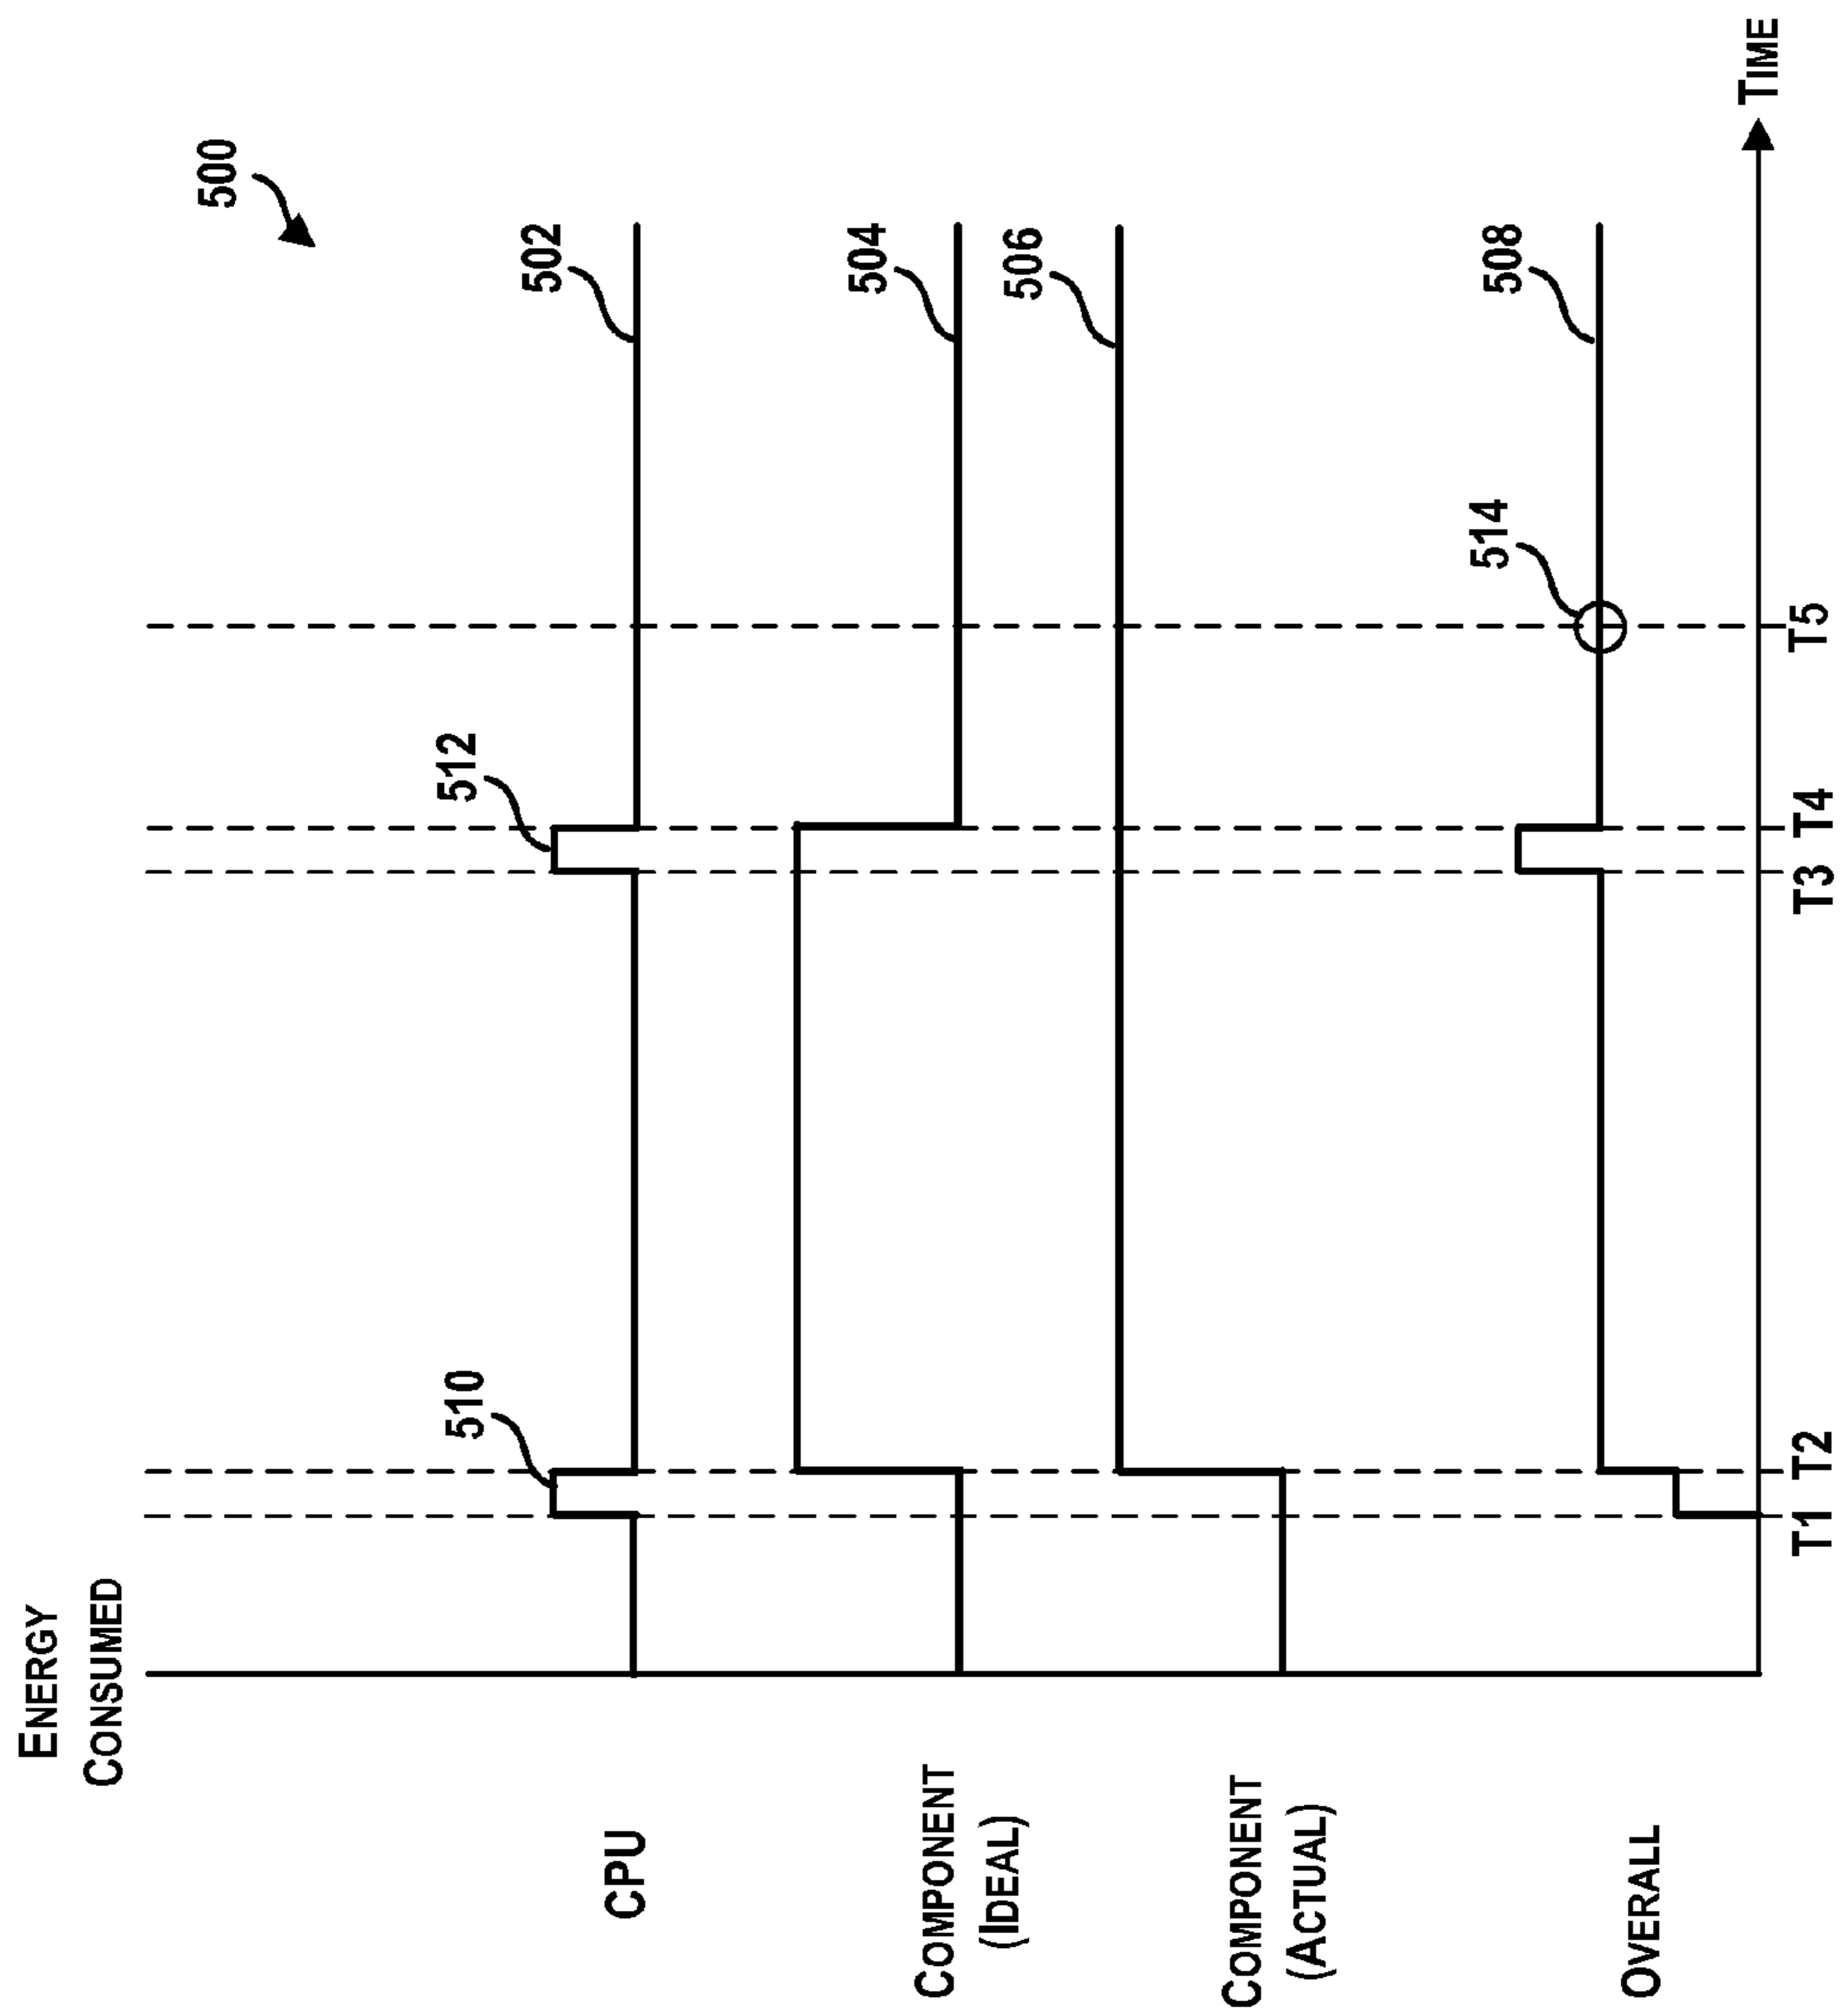 ENERGY
CONSUMED
500
510
512
502
CPU
504
COMPONENT
(IDEAL)
506
COMPONENT
(ACTUAL)
514
508
OVERALL
TIME
T1
T2
T3
T4
T5